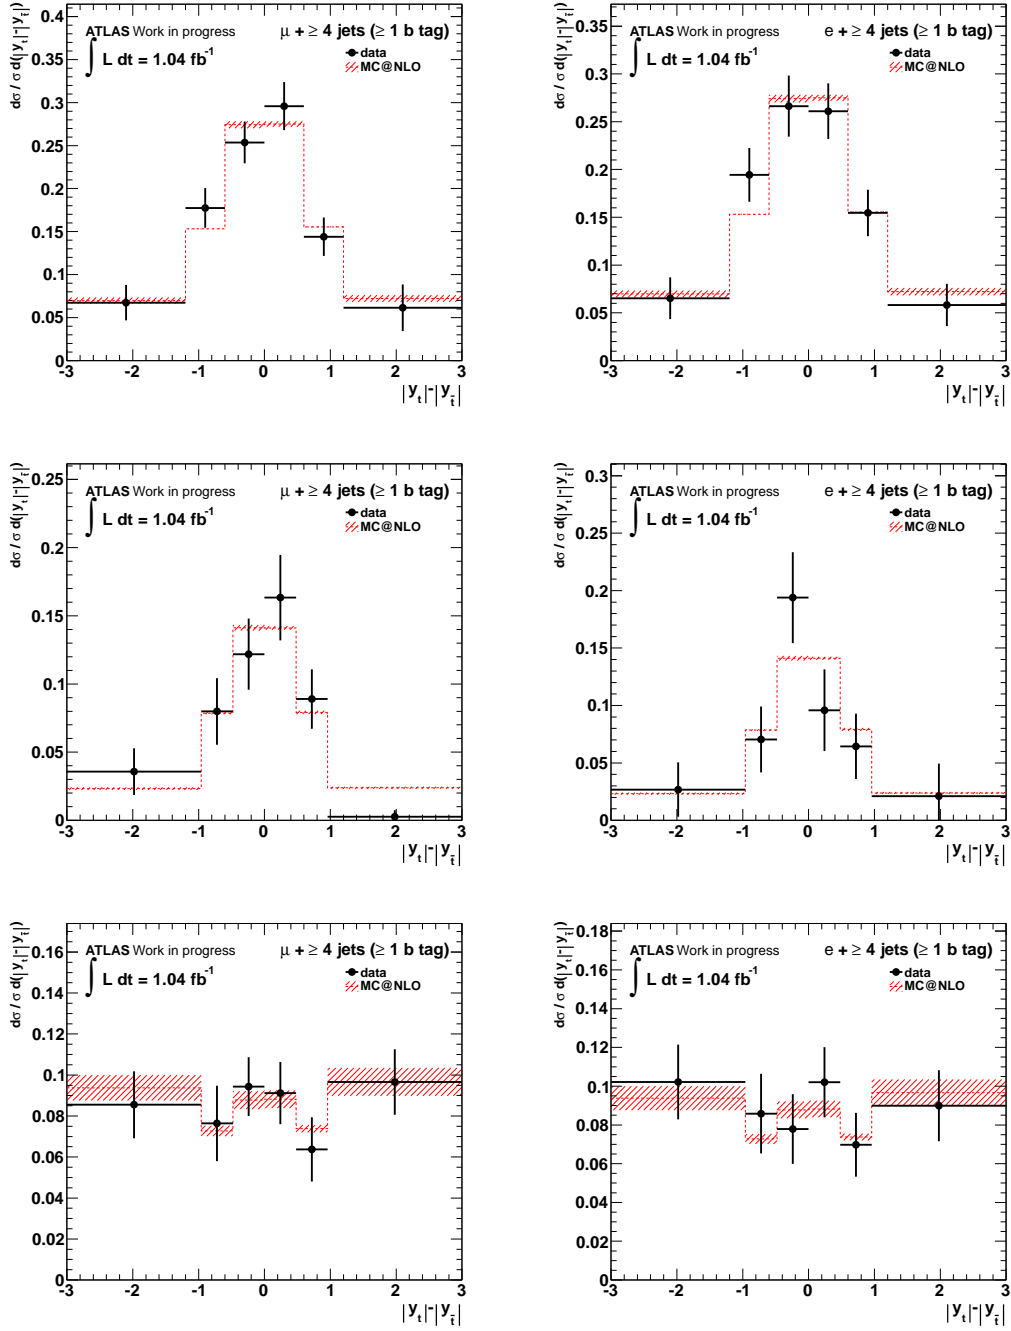 dσ / σ d(|y_t|-|y_t̄|)
0.4
0.35
0.3
0.25
0.2
0.15
0.1
0.05
0
ATLAS Work in progress
∫ L dt = 1.04 fb⁻¹
μ + ≥ 4 jets (≥ 1 b tag)
data
MC@NLO
-3 -2 -1 0 1 2 3
|y_t|-|y_t̄|
dσ / σ d(|y_t|-|y_t̄|)
0.35
0.3
0.25
0.2
0.15
0.1
0.05
0
ATLAS Work in progress
∫ L dt = 1.04 fb⁻¹
e + ≥ 4 jets (≥ 1 b tag)
data
MC@NLO
-3 -2 -1 0 1 2 3
|y_t|-|y_t̄|
dσ / σ d(|y_t|-|y_t̄|)
0.25
0.2
0.15
0.1
0.05
0
ATLAS Work in progress
∫ L dt = 1.04 fb⁻¹
μ + ≥ 4 jets (≥ 1 b tag)
data
MC@NLO
-3 -2 -1 0 1 2 3
|y_t|-|y_t̄|
dσ / σ d(|y_t|-|y_t̄|)
0.3
0.25
0.2
0.15
0.1
0.05
0
ATLAS Work in progress
∫ L dt = 1.04 fb⁻¹
e + ≥ 4 jets (≥ 1 b tag)
data
MC@NLO
-3 -2 -1 0 1 2 3
|y_t|-|y_t̄|
dσ / σ d(|y_t|-|y_t̄|)
0.16
0.14
0.12
0.1
0.08
0.06
0.04
0.02
0
ATLAS Work in progress
∫ L dt = 1.04 fb⁻¹
μ + ≥ 4 jets (≥ 1 b tag)
data
MC@NLO
-3 -2 -1 0 1 2 3
|y_t|-|y_t̄|
dσ / σ d(|y_t|-|y_t̄|)
0.18
0.16
0.14
0.12
0.1
0.08
0.06
0.04
0.02
0
ATLAS Work in progress
∫ L dt = 1.04 fb⁻¹
e + ≥ 4 jets (≥ 1 b tag)
data
MC@NLO
-3 -2 -1 0 1 2 3
|y_t|-|y_t̄|